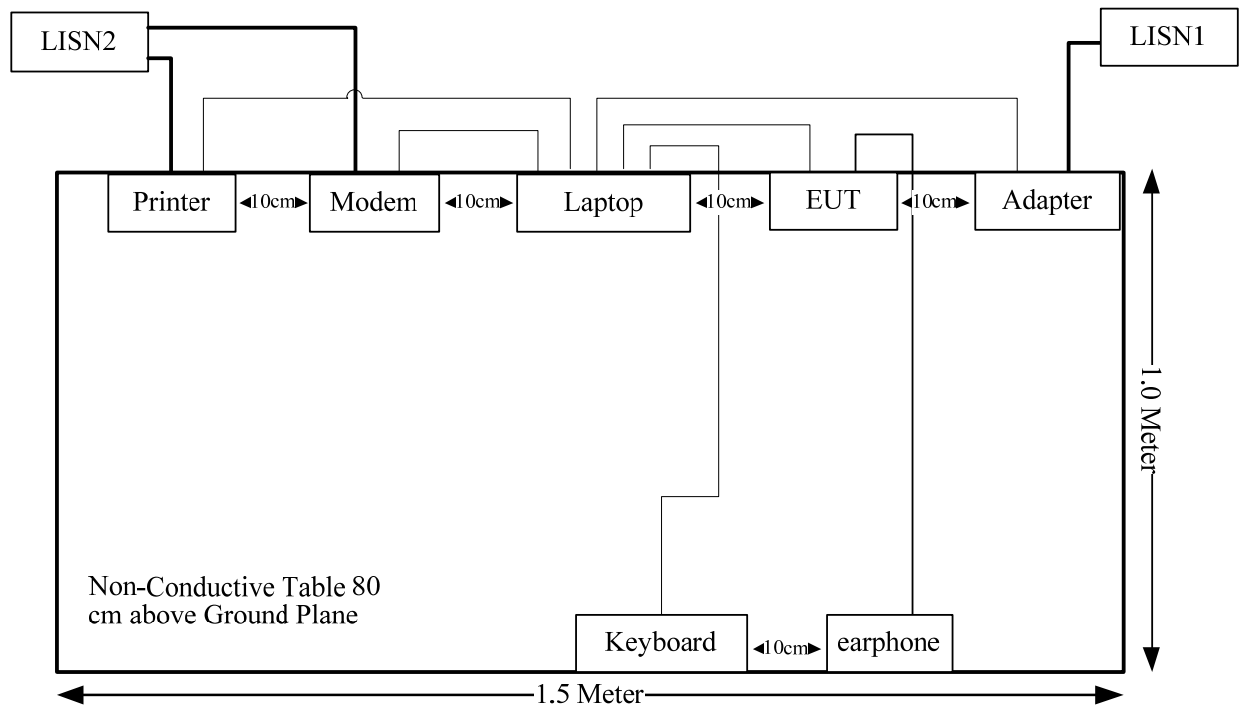 LISN2
LISN1
Printer
10cm
Modem
10cm
Laptop
10cm
EUT
10cm
Adapter
1.0 Meter
Non-Conductive Table 80
cm above Ground Plane
Keyboard
10cm
earphone
1.5 Meter